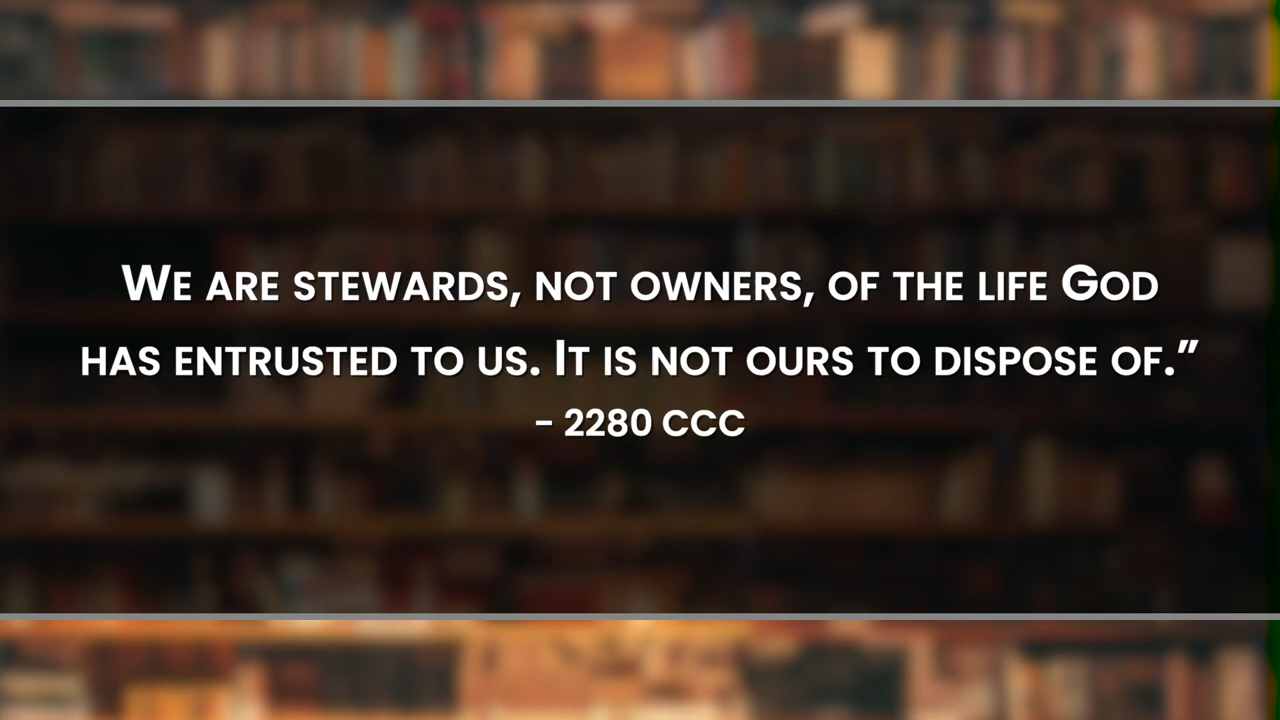 We are stewards, not owners, of the life God
has entrusted to us. It is not ours to dispose of.”
- 2280 CCC